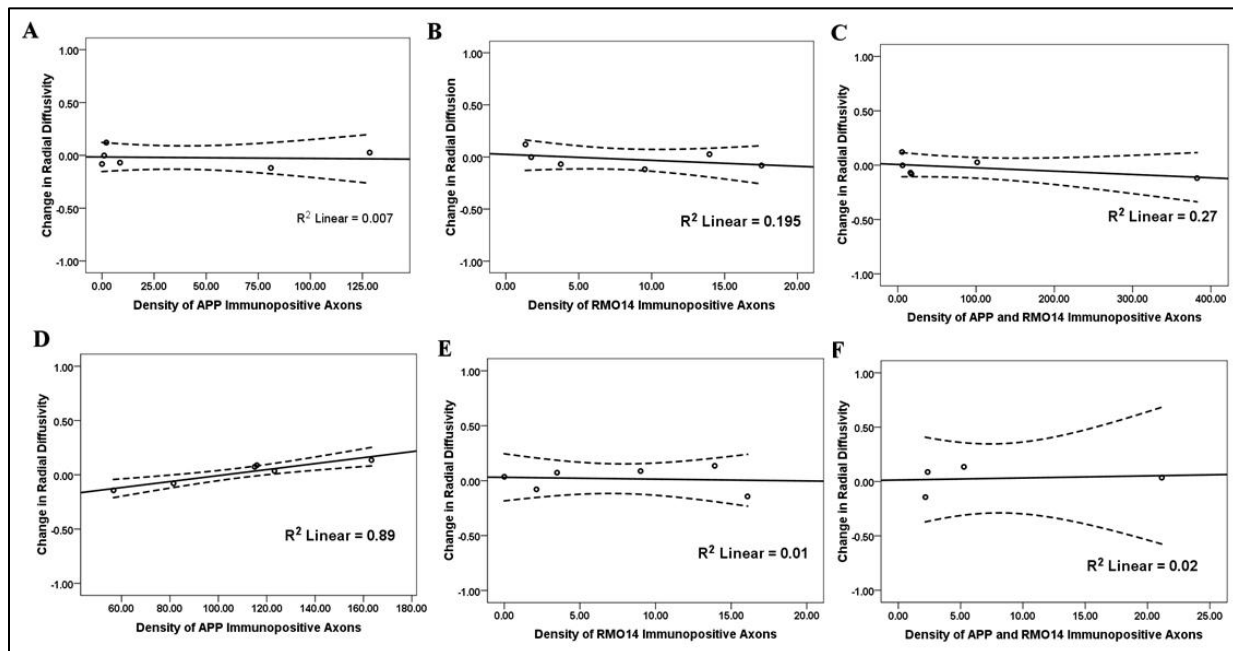 A
Change in Radial Diffusivity
1.00
0.50
0.00
-0.50
-1.00
R² Linear = 0.007
0.00 25.00 50.00 75.00 100.00 125.00
Density of APP Immunopositive Axons
B
Change in Radial Diffusion
1.00
0.50
0.00
-0.50
-1.00
R² Linear = 0.195
.00 5.00 10.00 15.00 20.00
Density of RMO14 Immunopositive Axons
C
Change in Radial Diffusivity
1.00
0.50
0.00
-0.50
-1.00
R² Linear = 0.27
.00 100.00 200.00 300.00 400.00
Density of APP and RMO14 Immunopositive Axons
D
Change in Radial Diffusivity
1.00
0.50
0.00
-0.50
-1.00
R² Linear = 0.89
60.00 80.00 100.00 120.00 140.00 160.00 180.00
Density of APP Immunopositive Axons
E
Change in Radial Diffusivity
1.00
0.50
0.00
-0.50
-1.00
R² Linear = 0.01
.00 5.00 10.00 15.00 20.00
Density of RMO14 Immunopositive Axons
F
Change in Radial Diffusivity
1.00
0.50
0.00
-0.50
-1.00
R² Linear = 0.02
.00 5.00 10.00 15.00 20.00 25.00
Density of APP and RMO14 Immunopositive Axons